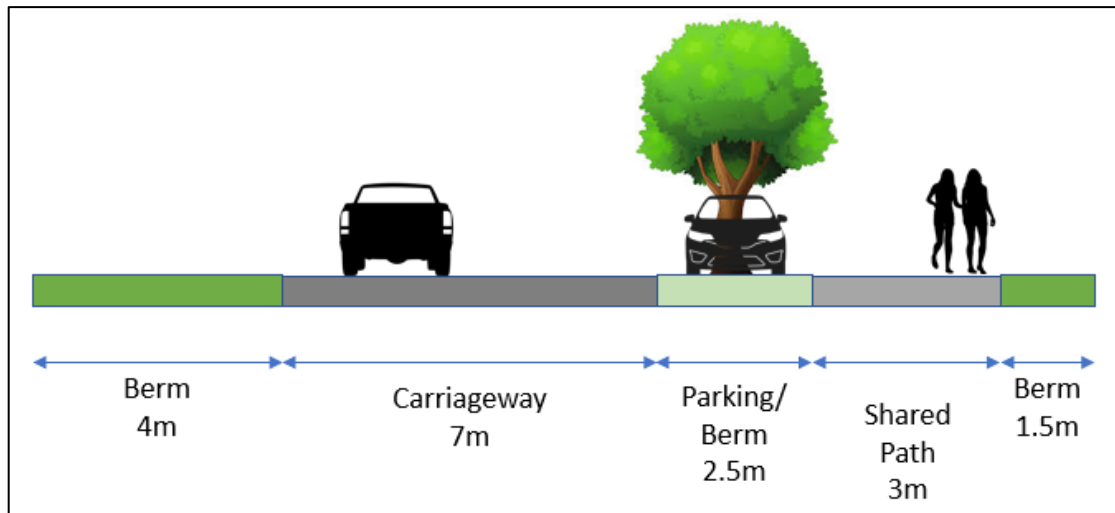 Berm
4m
Carriageway
7m
Parking/
Berm
2.5m
Shared
Path
3m
Berm
1.5m